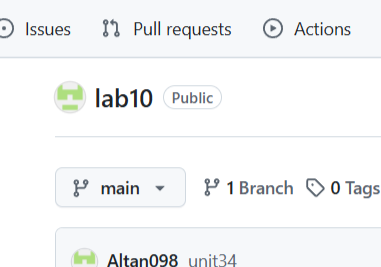 Issues Pull requests Actions
lab10 Public
main 1 Branch 0 Tags
Altan098 unit34